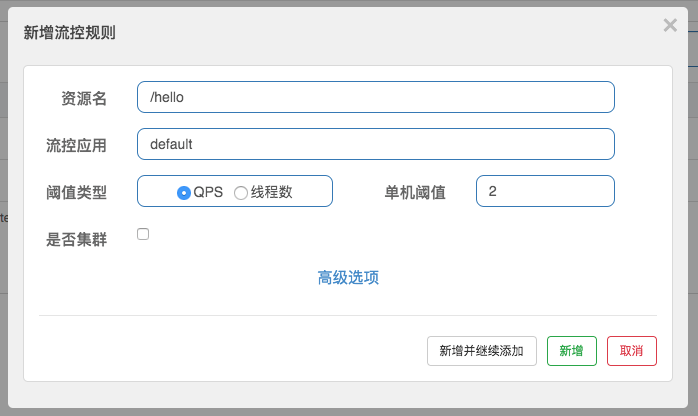 新增流控规则
资源名 /hello
流控应用 default
阈值类型 QPS 线程数 单机阈值 2
是否集群
高级选项
新增并继续添加 新增 取消
te